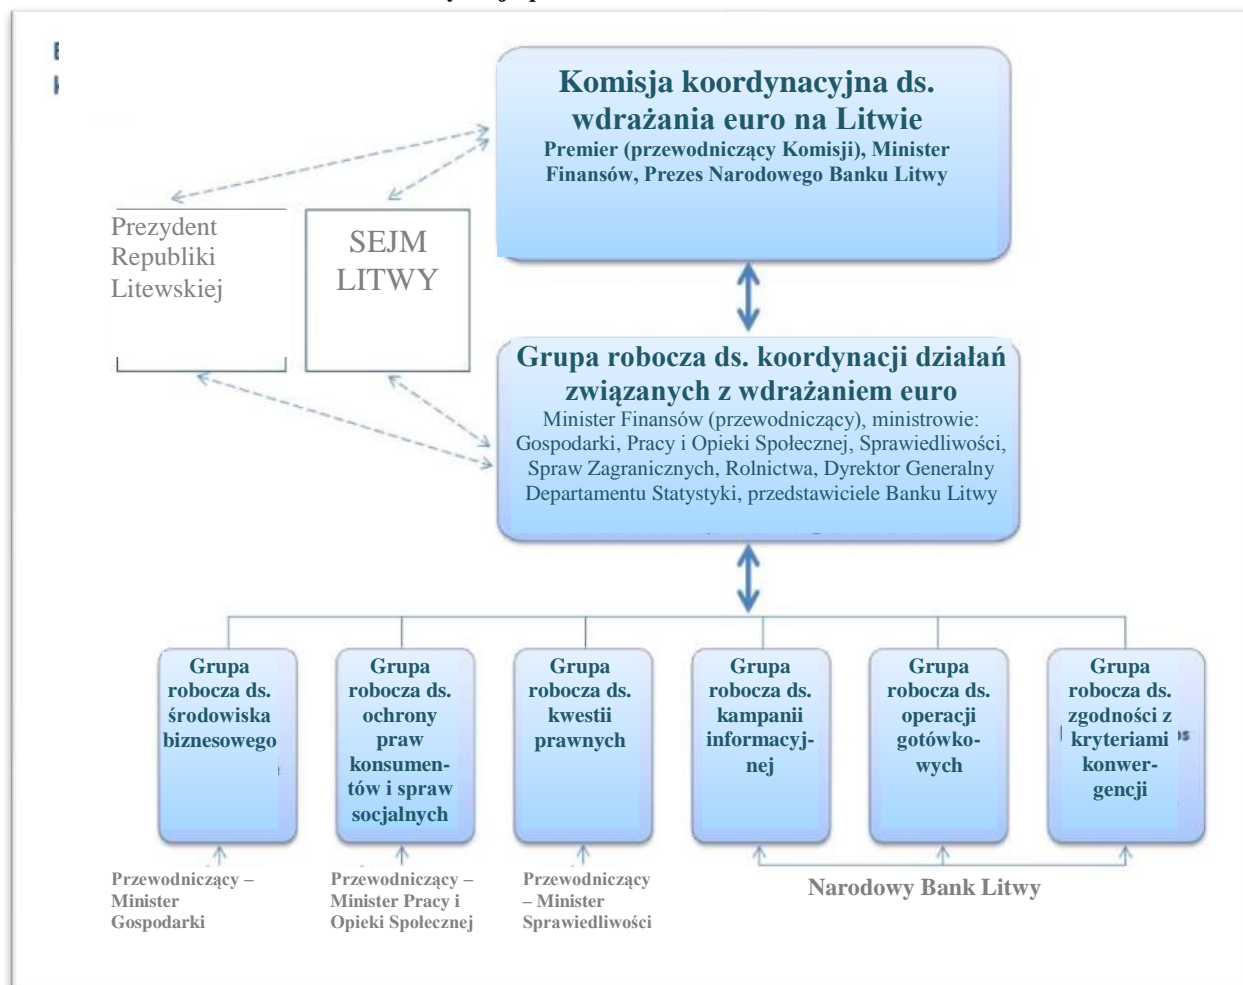 Komisja koordynacyjna ds.
wdrażania euro na Litwie
Premier (przewodniczący Komisji), Minister
Finansów, Prezes Narodowego Banku Litwy
Prezydent
Republiki
Litewskiej
SEJM
LITWY
Grupa robocza ds. koordynacji działań
związanych z wdrażaniem euro
Minister Finansów (przewodniczący), ministrowie:
Gospodarki, Pracy i Opieki Społecznej, Sprawiedliwości,
Spraw Zagranicznych, Rolnictwa, Dyrektor Generalny
Departamentu Statystyki, przedstawiciele Banku Litwy
Grupa
robocza ds.
środowiska
biznesowego
Grupa
robocza ds.
ochrony
praw
konsumen-
tów i spraw
socjalnych
Grupa
robocza ds.
kwestii
prawnych
Grupa
robocza ds.
kampanii
informacyj-
nej
Grupa
robocza ds.
operacji
gotówko-
wych
Grupa
robocza ds.
zgodności z
kryteriami
konwer-
gencji
Przewodniczący –
Minister
Gospodarki
Przewodniczący –
Minister Pracy i
Opieki Społecznej
Przewodniczący
– Minister
Sprawiedliwości
Narodowy Bank Litwy